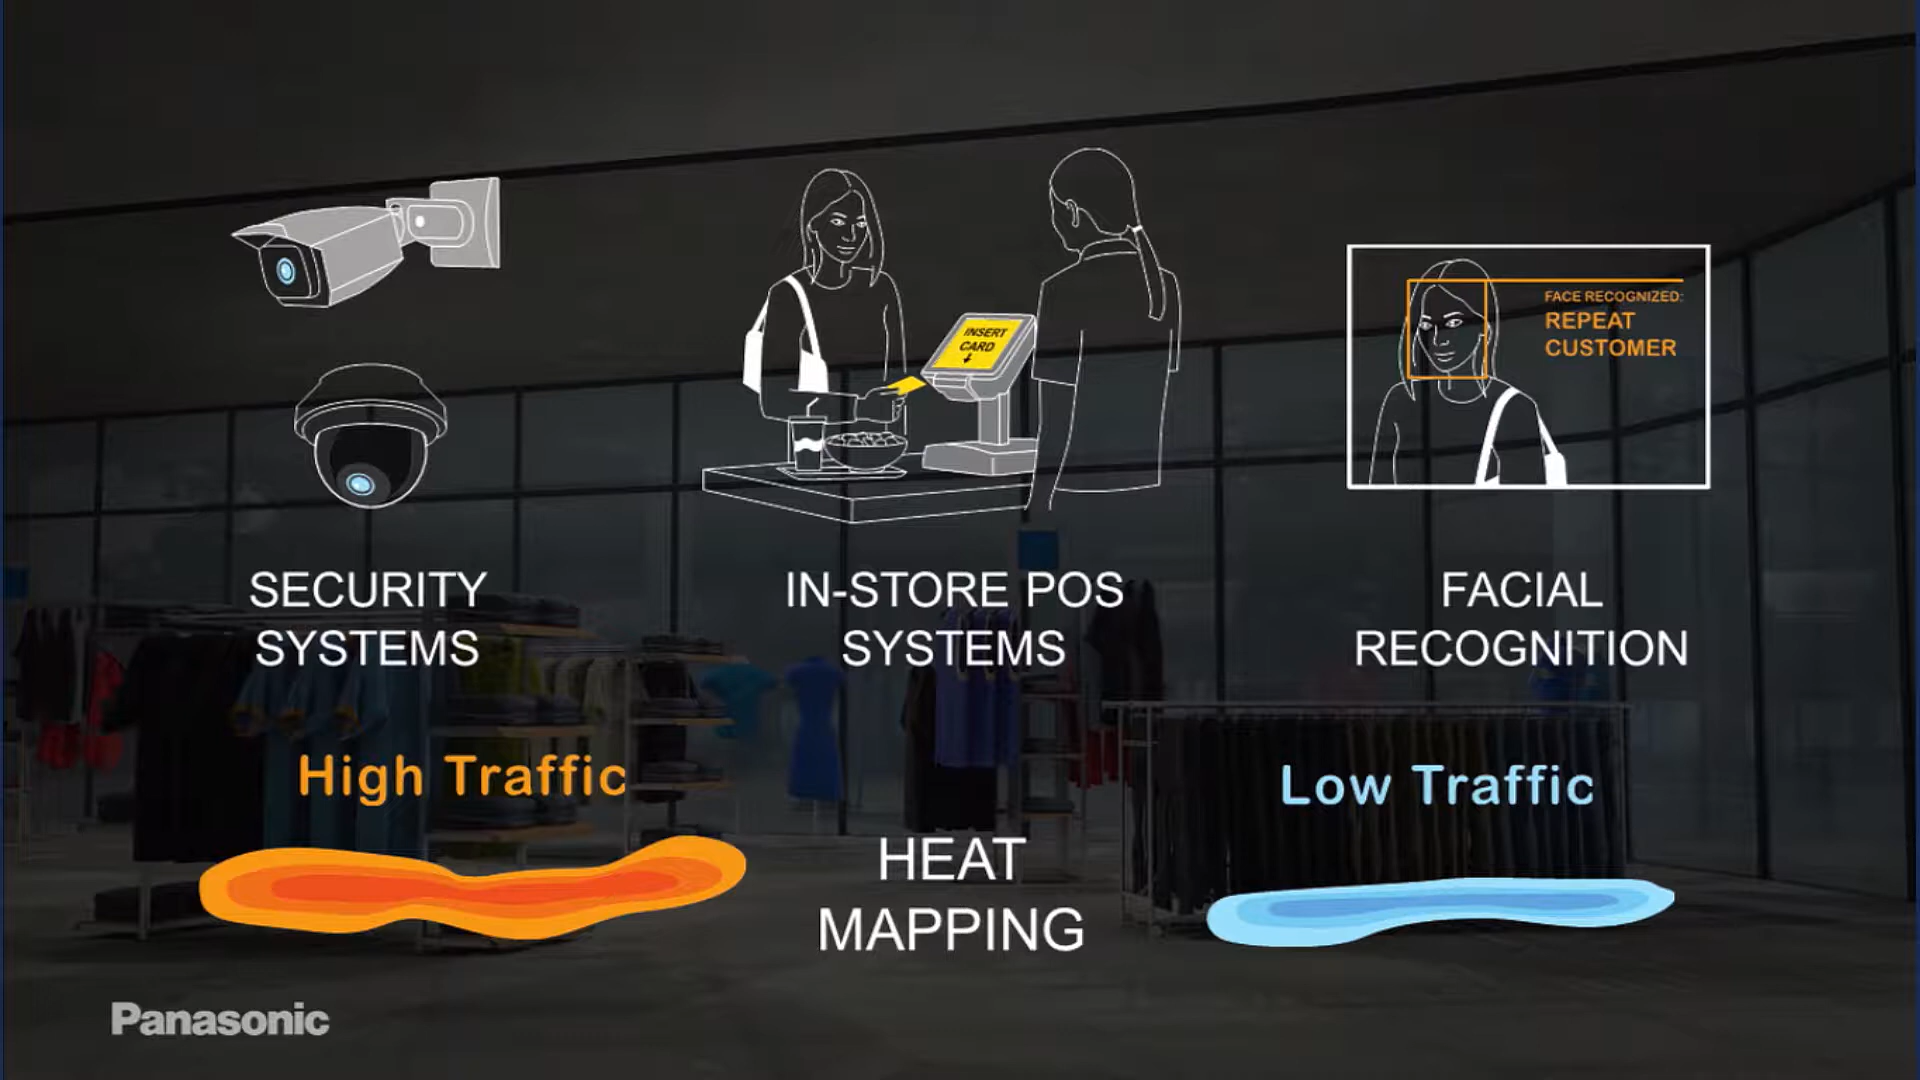 INSERT
CARD
FACE RECOGNIZED:
REPEAT
CUSTOMER
SECURITY
SYSTEMS
IN-STORE POS
SYSTEMS
FACIAL
RECOGNITION
High Traffic
Low Traffic
HEAT
MAPPING
Panasonic